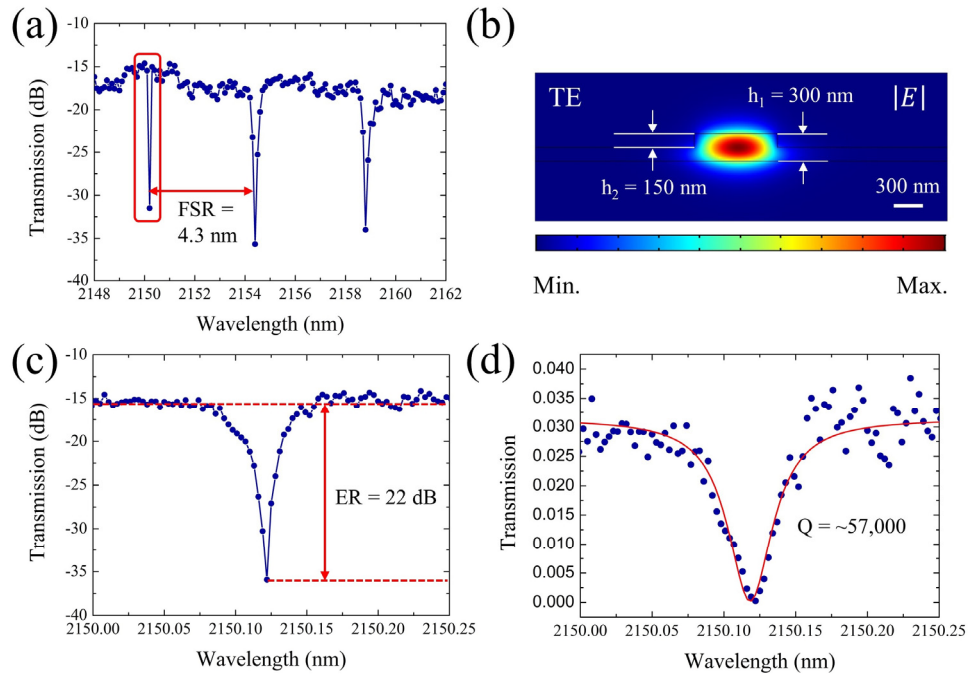 (a)
-10
-15
-20
-25
-30
-35
-40
Transmission (dB)
FSR =
4.3 nm
2148 2150 2152 2154 2156 2158 2160 2162
Wavelength (nm)
(b)
TE
h₁ = 300 nm
|E|
h₂ = 150 nm
300 nm
Min.
Max.
(c)
-10
-15
-20
-25
-30
-35
-40
Transmission (dB)
ER = 22 dB
2150.00 2150.05 2150.10 2150.15 2150.20 2150.25
Wavelength (nm)
(d)
0.040
0.035
0.030
0.025
0.020
0.015
0.010
0.005
0.000
Transmission
Q = ~57,000
2150.00 2150.05 2150.10 2150.15 2150.20 2150.25
Wavelength (nm)